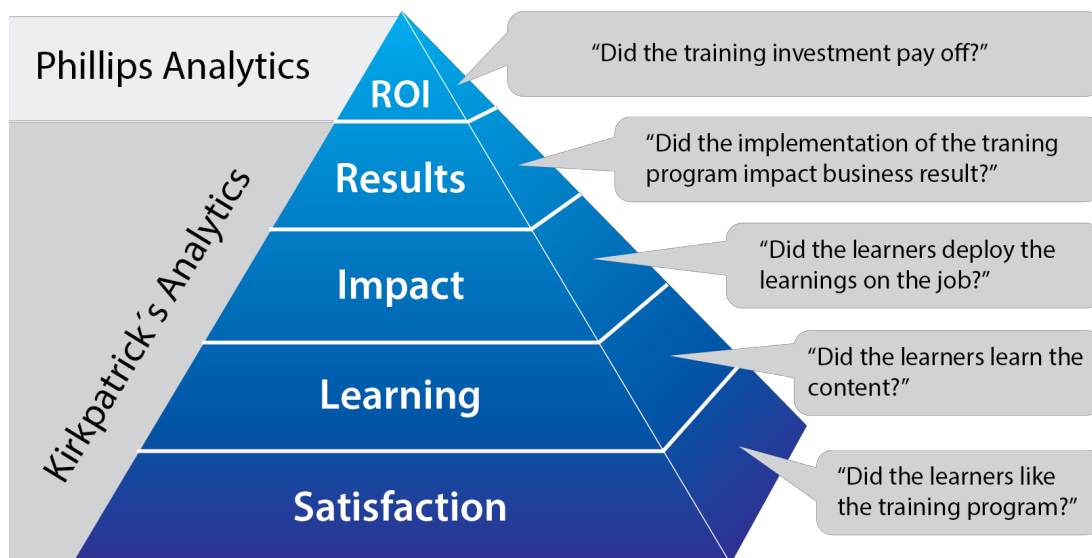 Phillips Analytics
Kirkpatrick´s Analytics
ROI
Results
Impact
Learning
Satisfaction
“Did the training investment pay off?”
“Did the implementation of the traning
program impact business result?”
“Did the learners deploy the
learnings on the job?”
“Did the learners learn the
content?”
“Did the learners like
the training program?”